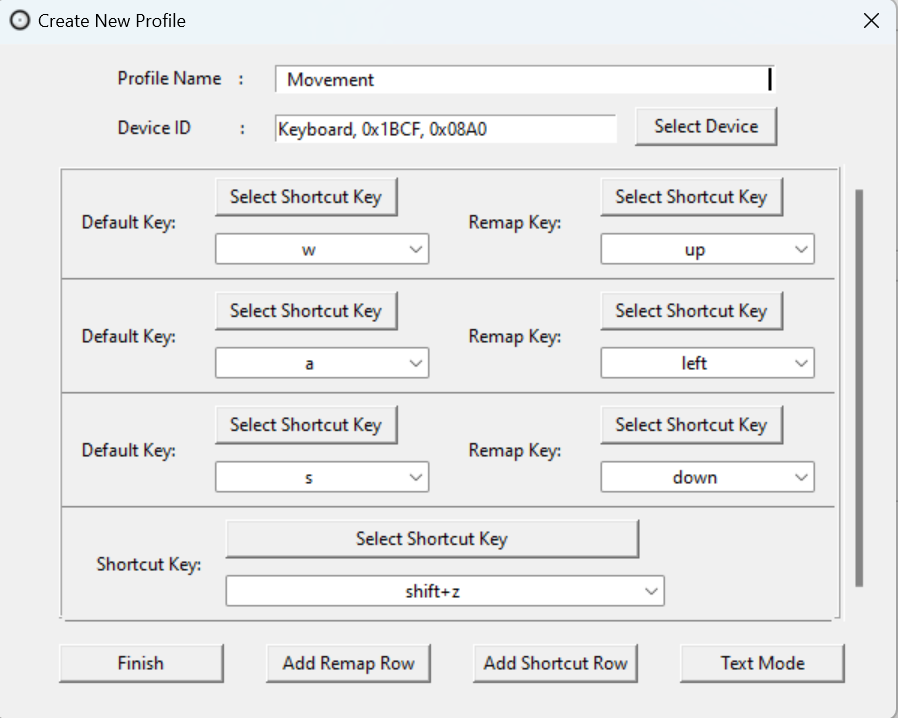 Create New Profile
Profile Name : Movement
Device ID : Keyboard, 0x1BCF, 0x08A0 Select Device
Select Shortcut Key Select Shortcut Key
Default Key: Remap Key:
w up
Select Shortcut Key Select Shortcut Key
Default Key: Remap Key:
a left
Select Shortcut Key Select Shortcut Key
Default Key: Remap Key:
s down
Select Shortcut Key
Shortcut Key:
shift+z
Finish Add Remap Row Add Shortcut Row Text Mode